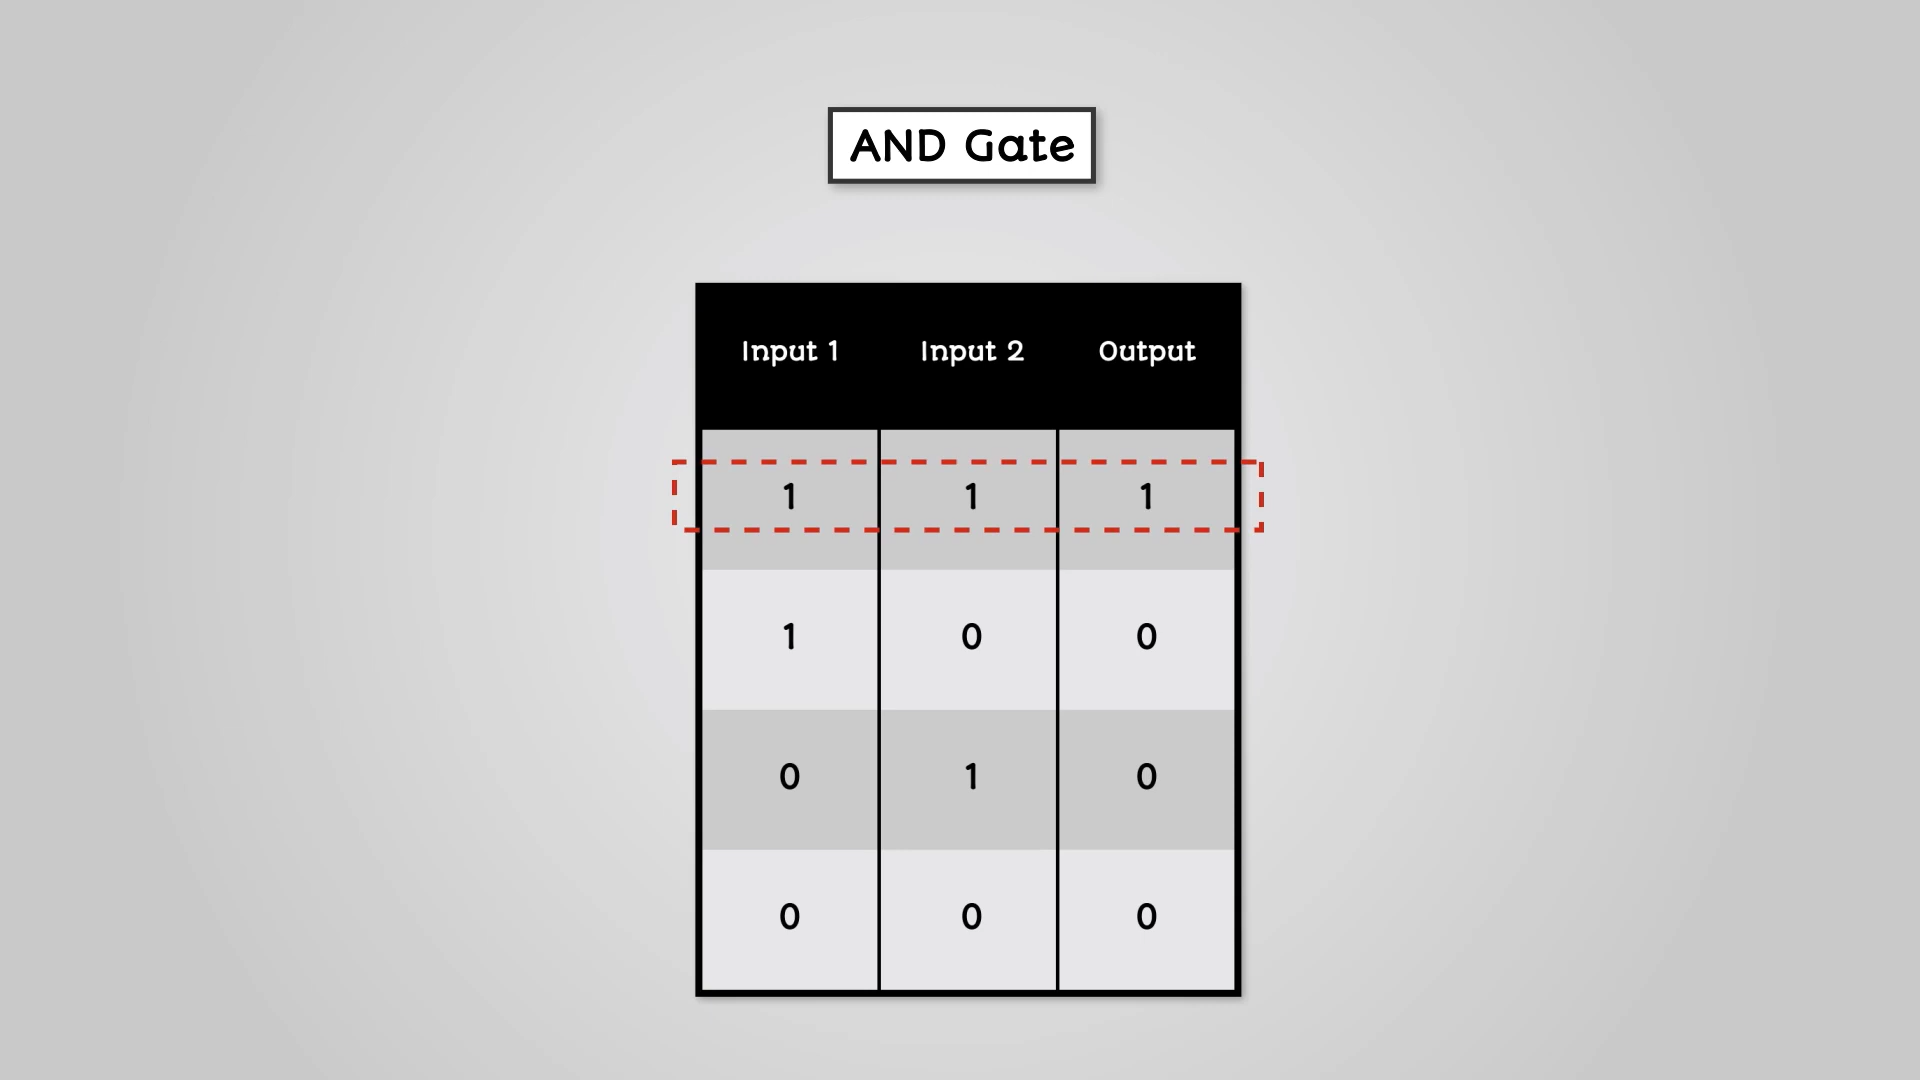 AND Gate
Input 1 Input 2 Output
1 1 1
1 0 0
0 1 0
0 0 0